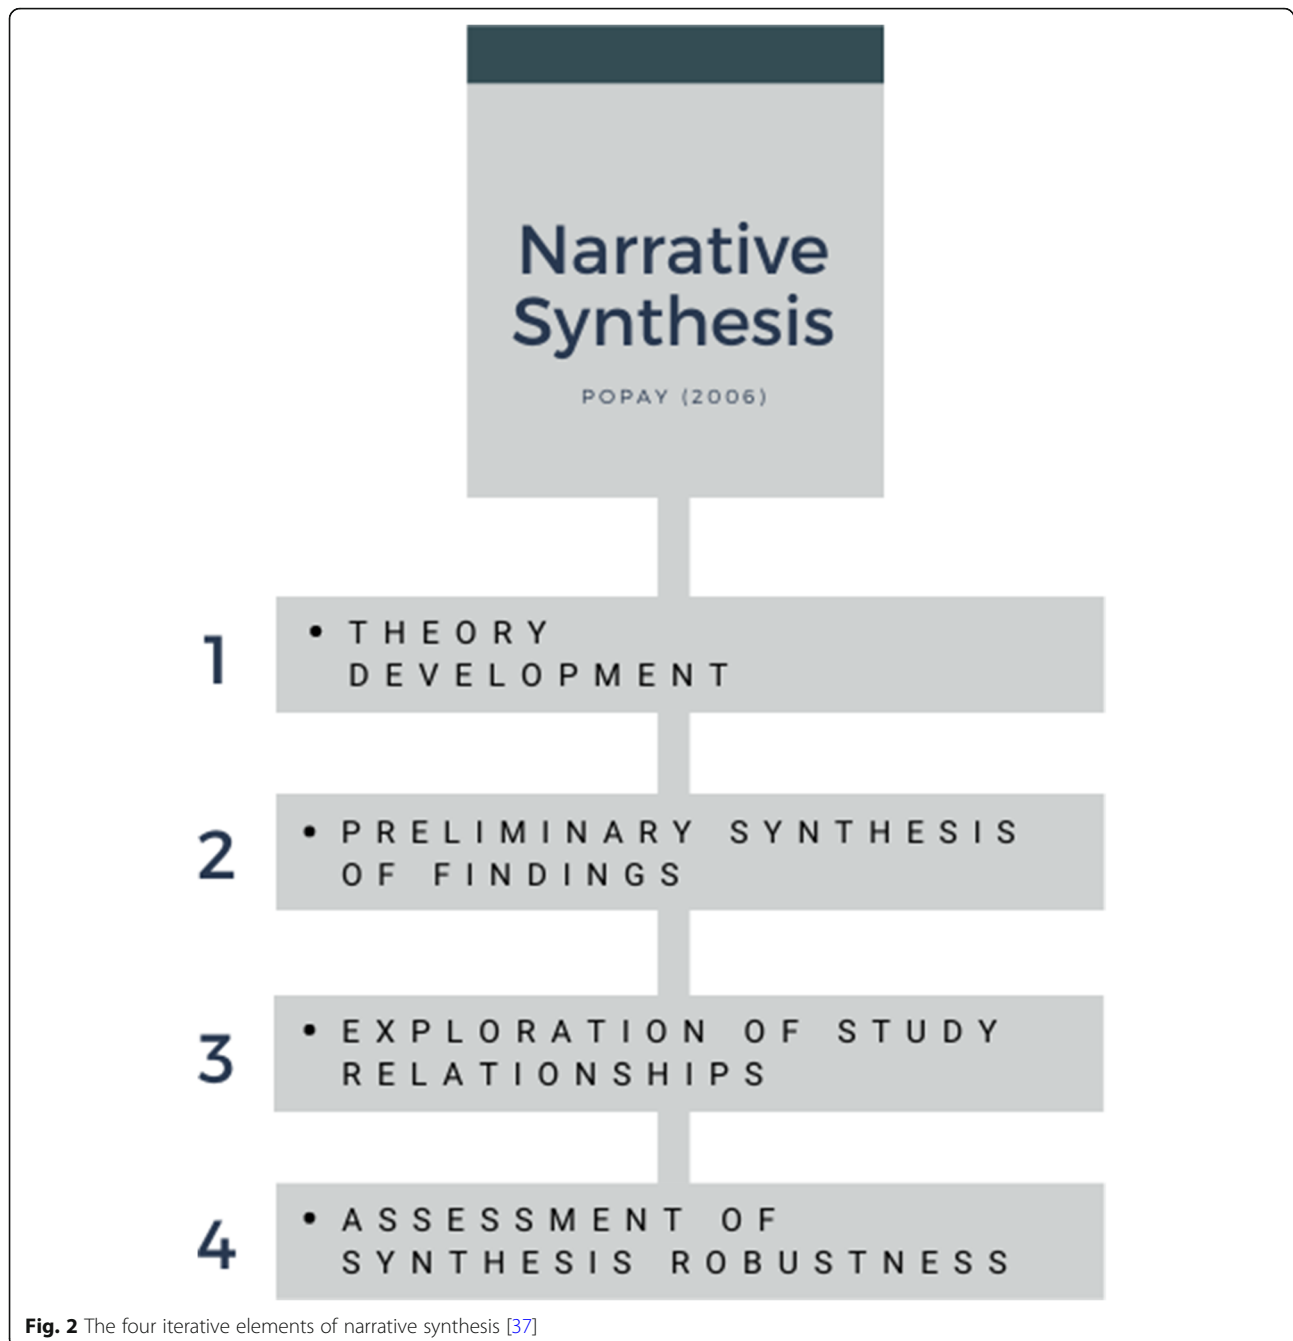 Narrative
Synthesis
POPAY (2006)
1
• THEORY
DEVELOPMENT
2
• PRELIMINARY SYNTHESIS
OF FINDINGS
3
• EXPLORATION OF STUDY
RELATIONSHIPS
4
• ASSESSMENT OF
SYNTHESIS ROBUSTNESS
Fig. 2 The four iterative elements of narrative synthesis [37]